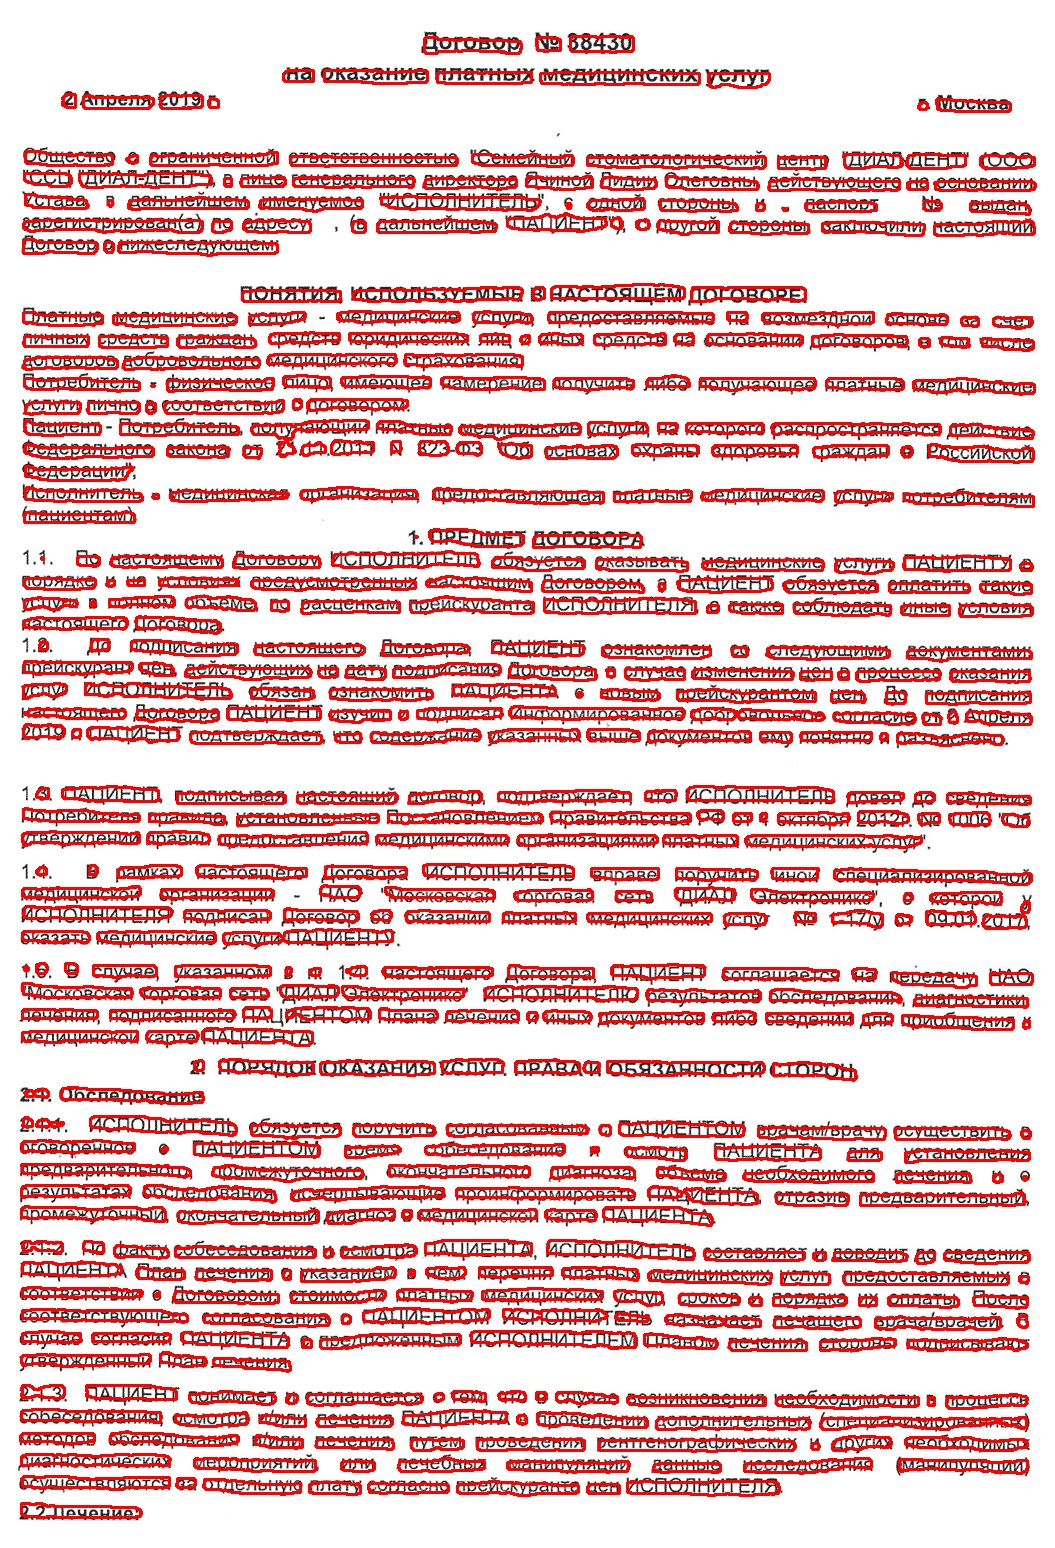 Договор № 38430
на оказание платных медицинских услуг
2 Апреля 2019 г. г. Москва
Общество с ограниченной ответственностью "Семейный стоматологический центр "ДИАЛ-ДЕНТ" (ООО
"ССЦ "ДИАЛ-ДЕНТ"), в лице генерального директора Лидии Олеговны, действующего на основании
Устава, в дальнейшем именуемое "ИСПОЛНИТЕЛЬ", с одной стороны и - , паспорт № выдан,
зарегистрирован(а) по адресу , (в дальнейшем "ПАЦИЕНТ"), с другой стороны, заключили настоящий
Договор о нижеследующем:
ПОНЯТИЯ, ИСПОЛЬЗУЕМЫЕ В НАСТОЯЩЕМ ДОГОВОРЕ
Платные медицинские услуги - медицинские услуги, предоставляемые на возмездной основе за счет
личных средств граждан, средств юридических лиц и иных средств на основании договоров, в том числе
договоров добровольного медицинского страхования.
Потребитель - физическое лицо, имеющее намерение получить либо получающее платные медицинские
услуги лично в соответствии с договором.
Пациент - Потребитель, получающий платные медицинские услуги, на которого распространяется действие
Федерального закона от 21.11.2011 N 323-ФЗ "Об основах охраны здоровья граждан в Российской
Федерации";
Исполнитель - медицинская организация, предоставляющая платные медицинские услуги потребителям
(пациентам)
1. ПРЕДМЕТ ДОГОВОРА
1.1. По настоящему Договору ИСПОЛНИТЕЛЬ обязуется оказывать медицинские услуги ПАЦИЕНТУ в
порядке и на условиях предусмотренных настоящим Договором, а ПАЦИЕНТ обязуется оплатить такие
услуги в полном объеме, по расценкам прейскуранта ИСПОЛНИТЕЛЯ, а также соблюдать иные условия
настоящего Договора.
1.2. До подписания настоящего Договора, ПАЦИЕНТ ознакомлен со следующими документами:
прейскурант цен, действующих на дату подписания Договора, в случае изменения цен в процессе оказания
услуг ИСПОЛНИТЕЛЬ обязан ознакомить ПАЦИЕНТА с новым прейскурантом цен. До подписания
настоящего Договора ПАЦИЕНТ изучил и подписал Информированное добровольное согласие от 2 Апреля
2019 и ПАЦИЕНТ подтверждает, что содержание указанных выше документов ему понятно и разъяснено.
1.3. ПАЦИЕНТ, подписывая настоящий договор, подтверждает, что ИСПОЛНИТЕЛЬ довел до сведения
Потребителя правила, установленные Постановлением Правительства РФ от 4 октября 2012г. № 1006 "Об
утверждении правил предоставления медицинскими организациями платных медицинских услуг".
1.4. В рамках настоящего Договора ИСПОЛНИТЕЛЬ вправе поручить иной специализированной
медицинской организации - НАО "Московская торговая сеть "ДИАЛ Электроникс", с которой у
ИСПОЛНИТЕЛЯ подписан Договор об оказании платных медицинских услуг № 1-17/у от 09.01.2017,
оказать медицинские услуги ПАЦИЕНТУ.
1.5. В случае, указанном в п. 1.4. настоящего Договора, ПАЦИЕНТ соглашается на передачу НАО
"Московская торговая сеть "ДИАЛ Электроникс" ИСПОЛНИТЕЛЮ результатов обследования, диагностики,
лечения, подписанного ПАЦИЕНТОМ Плана лечения и иных документов либо сведений для приобщения к
медицинской карте ПАЦИЕНТА.
2. ПОРЯДОК ОКАЗАНИЯ УСЛУГ. ПРАВА И ОБЯЗАННОСТИ СТОРОН
2.1. Обследование
2.1.1. ИСПОЛНИТЕЛЬ обязуется поручить согласованным с ПАЦИЕНТОМ врачам/врачу осуществить в
оговоренное с ПАЦИЕНТОМ время собеседование и осмотр ПАЦИЕНТА для установления
предварительного, промежуточного, окончательного диагноза, объема необходимого лечения и о
результатах обследования, исчерпывающие проинформировать ПАЦИЕНТА, отразив предварительный,
промежуточный, окончательный диагноз в медицинской карте ПАЦИЕНТА.
2.1.2. По факту собеседования и осмотра ПАЦИЕНТА, ИСПОЛНИТЕЛЬ составляет и доводит до сведения
ПАЦИЕНТА План лечения с указанием в нем: перечня платных медицинских услуг, предоставляемых в
соответствии с Договором; стоимости платных медицинских услуг, сроков и порядка их оплаты. После
соответствующего согласования с ПАЦИЕНТОМ ИСПОЛНИТЕЛЬ назначает лечащего врача/врачей. В
случае согласия ПАЦИЕНТА с предложенным ИСПОЛНИТЕЛЕМ Планом лечения стороны подписывают
утвержденный План лечения.
2.1.3. ПАЦИЕНТ понимает и соглашается с тем, что в случае возникновения необходимости в процессе
собеседования, осмотра и/или лечения ПАЦИЕНТА в проведении дополнительных (специализированных)
методов обследования и/или лечения путем проведения рентгенографических и других необходимых
диагностических мероприятий, или лечебных манипуляций, данные исследования (манипуляции)
осуществляются за отдельную плату, согласно прейскуранта цен ИСПОЛНИТЕЛЯ.
2.2.Лечение: